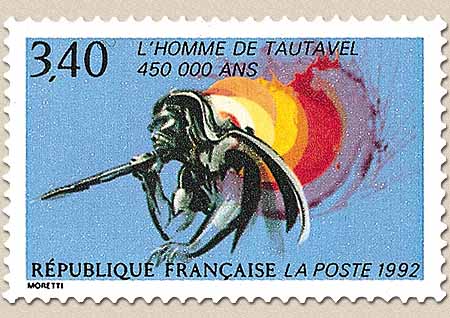 3,40
L'HOMME DE TAUTAVEL
450 000 ANS
RÉPUBLIQUE FRANÇAISE LA POSTE 1992
MORETTI